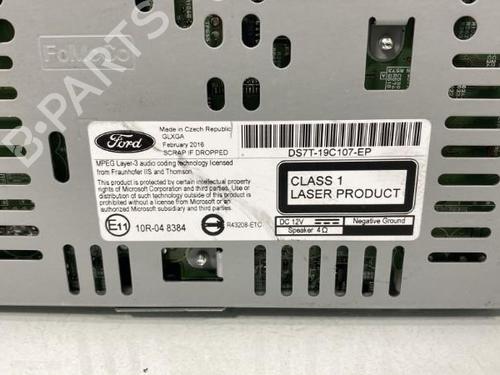 FoMoCo
B-PARTS
Ford
Made in Czech Republic
GLXGA
February 2016
SCRAP IF DROPPED
DS7T-19C107-EP
MPEG Layer-3 audio coding technology licensed
from Fraunhofer IIS and Thomson.
This product is protected by certain intellectual property
rights of Microsoft Corporation and third parties. Use or
distribution of such technology outside of this product is
prohibited without a license from Microsoft or an
authorized Microsoft subsidiary and third parties.
CLASS 1
LASER PRODUCT
E11
10R-04 8384
R43208-ETC
DC 12V
Negative Ground
Speaker 4Ω